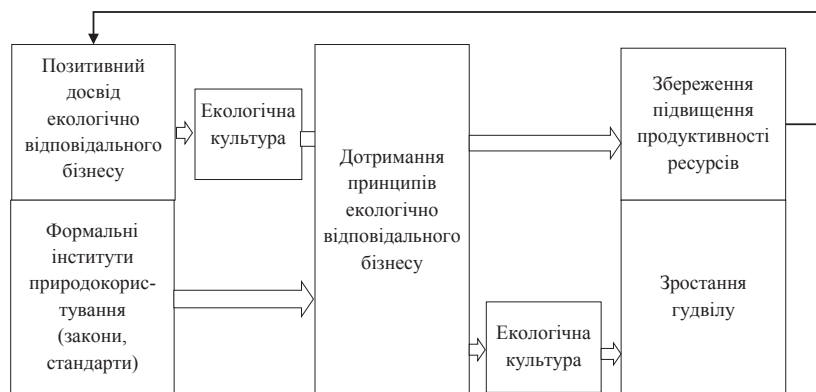 Позитивний
досвід
екологічно
відповідального
бізнесу
Екологічна
культура
Формальні
інститути
природокорис-
тування
(закони,
стандарти)
Дотримання
принципів
екологічно
відповідального
бізнесу
Екологічна
культура
Збереження
підвищення
продуктивності
ресурсів
Зростання
гудвілу